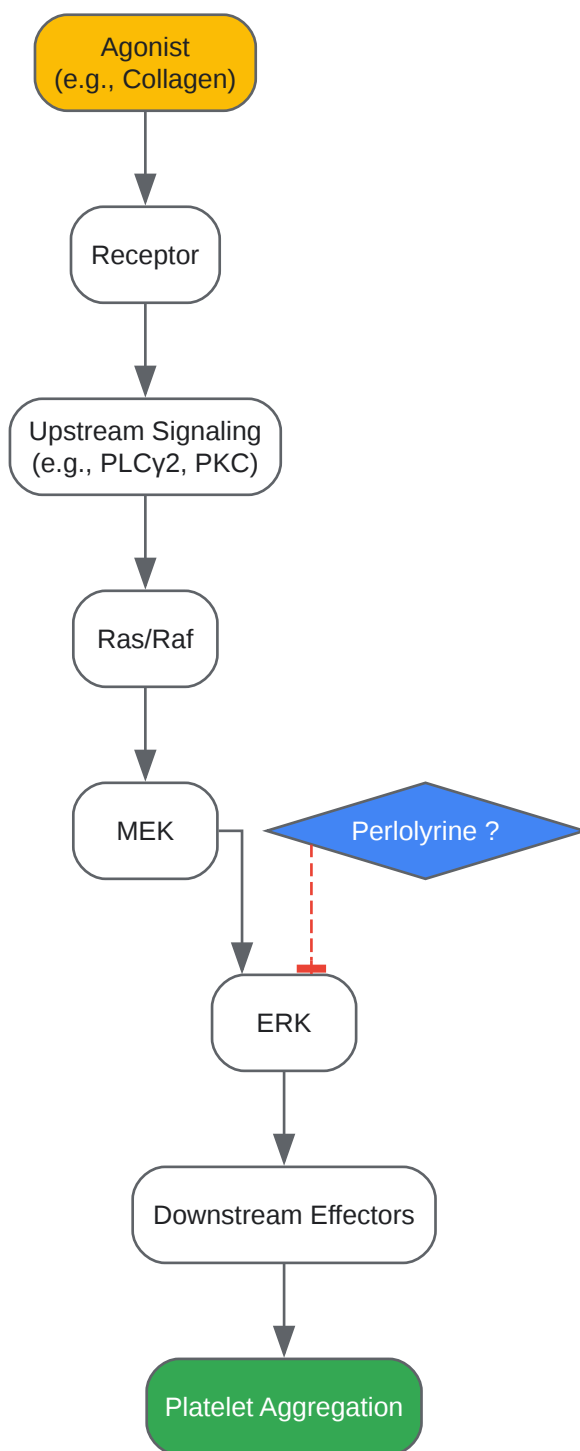 Agonist
(e.g., Collagen)
Receptor
Upstream Signaling
(e.g., PLCγ2, PKC)
Ras/Raf
MEK
Perlolyrine ?
ERK
Downstream Effectors
Platelet Aggregation